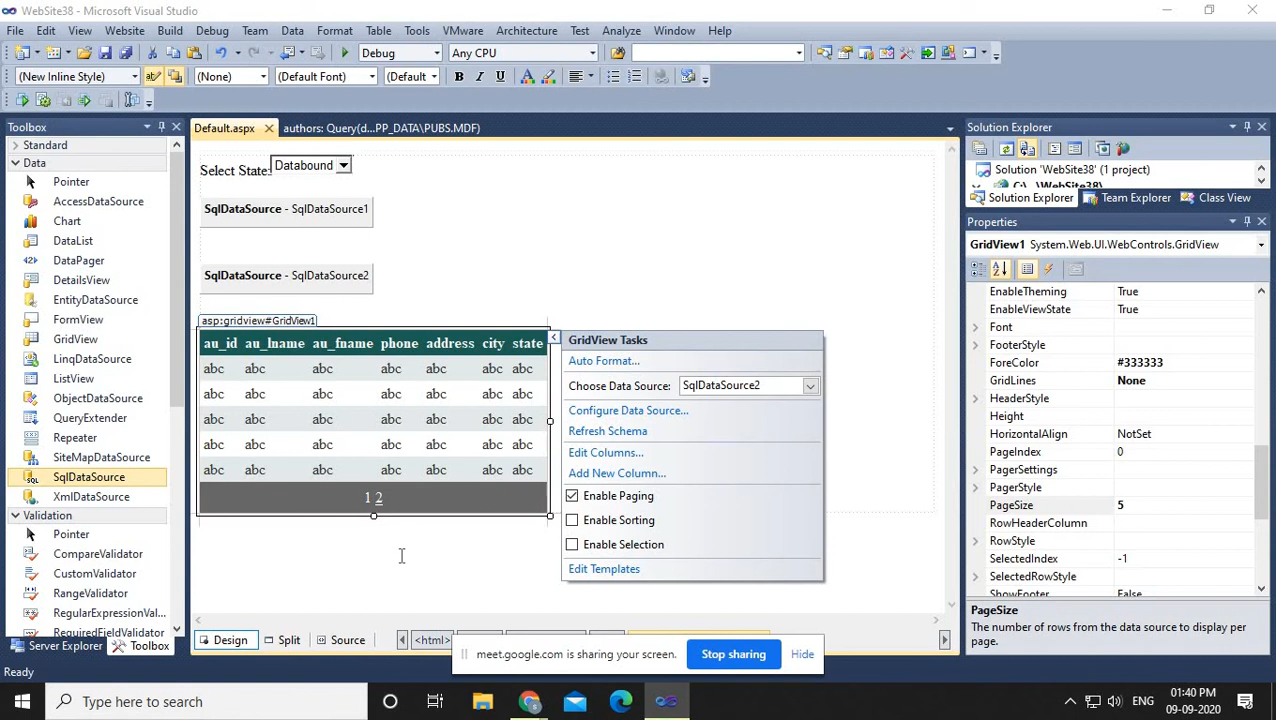 WebSite38 - Microsoft Visual Studio
File Edit View Website Build Debug Team Data Format Table Tools VMware Architecture Test Analyze Window Help
Debug Any CPU
(New Inline Style) (None) (Default Font) (Default
Toolbox
Standard
Data
Pointer
AccessDataSource
Chart
DataList
DataPager
DetailsView
EntityDataSource
FormView
GridView
LinqDataSource
ListView
ObjectDataSource
QueryExtender
Repeater
SiteMapDataSource
SqlDataSource
XmlDataSource
Validation
Pointer
CompareValidator
CustomValidator
RangeValidator
RegularExpressionVal...
RequiredFieldValidator
Server Explorer Toolbox
Default.aspx authors: Query(d...PP_DATA\PUBS.MDF)
Select State: Databound
SqlDataSource - SqlDataSource1
SqlDataSource - SqlDataSource2
asp:gridview#GridView1
au_id au_lname au_fname phone address city state
abc abc abc abc abc abc abc
abc abc abc abc abc abc abc
abc abc abc abc abc abc abc
abc abc abc abc abc abc abc
abc abc abc abc abc abc abc
1 2
GridView Tasks
Auto Format...
Choose Data Source: SqlDataSource2
Configure Data Source...
Refresh Schema
Edit Columns...
Add New Column...
Enable Paging
Enable Sorting
Enable Selection
Edit Templates
Design Split Source <html>
meet.google.com is sharing your screen. Stop sharing Hide
Solution Explorer
Solution 'WebSite38' (1 project)
C:\...\WebSite38\
Solution Explorer Team Explorer Class View
Properties
GridView1 System.Web.UI.WebControls.GridView
EnableTheming True
EnableViewState True
Font
FooterStyle
ForeColor #333333
GridLines None
HeaderStyle
Height
HorizontalAlign NotSet
PageIndex 0
PagerSettings
PagerStyle
PageSize 5
RowHeaderColumn
RowStyle
SelectedIndex -1
SelectedRowStyle
ShowFooter False
PageSize
The number of rows from the data source to display per page.
Ready
Type here to search
ENG 01:40 PM
09-09-2020